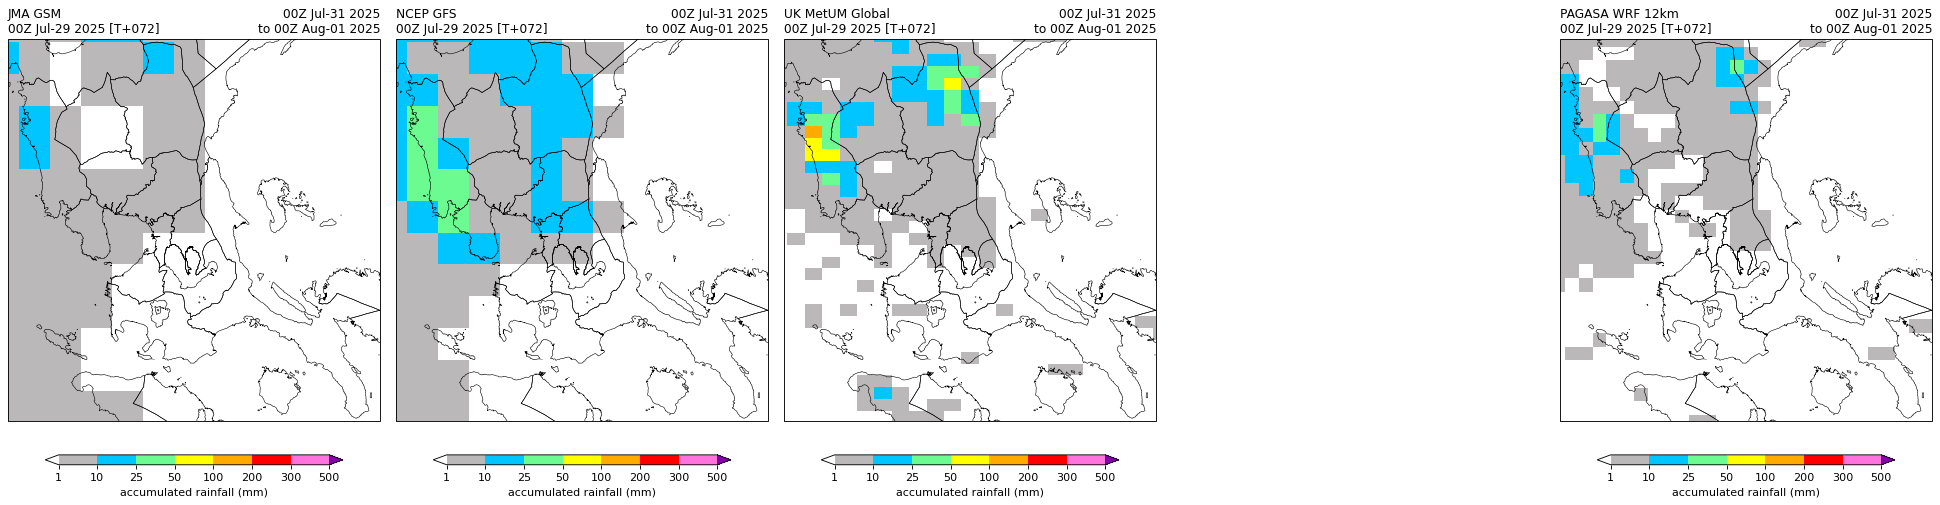 JMA GSM 00Z Jul-31 2025
00Z Jul-29 2025 [T+072] to 00Z Aug-01 2025
1 10 25 50 100 200 300 500
accumulated rainfall (mm)
NCEP GFS 00Z Jul-31 2025
00Z Jul-29 2025 [T+072] to 00Z Aug-01 2025
1 10 25 50 100 200 300 500
accumulated rainfall (mm)
UK MetUM Global 00Z Jul-31 2025
00Z Jul-29 2025 [T+072] to 00Z Aug-01 2025
1 10 25 50 100 200 300 500
accumulated rainfall (mm)
PAGASA WRF 12km 00Z Jul-31 2025
00Z Jul-29 2025 [T+072] to 00Z Aug-01 2025
1 10 25 50 100 200 300 500
accumulated rainfall (mm)